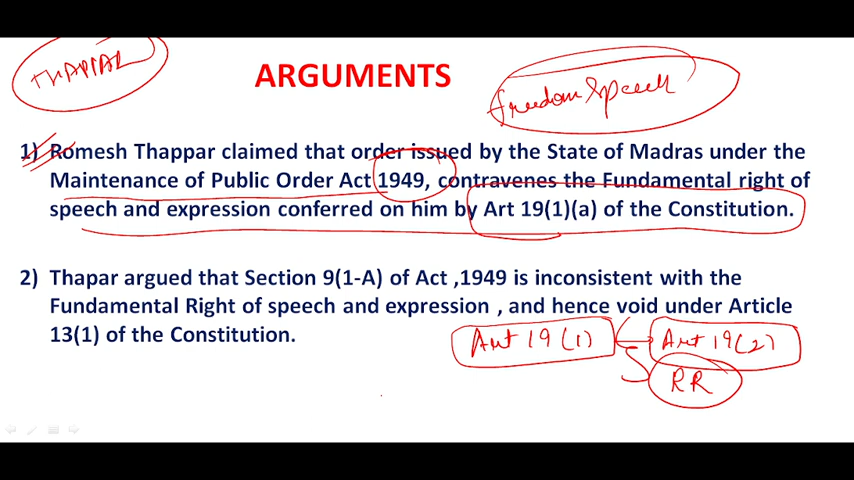 THAPPAR
ARGUMENTS
freedom Speech
1) Romesh Thappar claimed that order issued by the State of Madras under the
Maintenance of Public Order Act 1949, contravenes the Fundamental right of
speech and expression conferred on him by Art 19(1)(a) of the Constitution.
2) Thapar argued that Section 9(1-A) of Act ,1949 is inconsistent with the
Fundamental Right of speech and expression , and hence void under Article
13(1) of the Constitution.
Art 19(1) Art 19(2)
RR